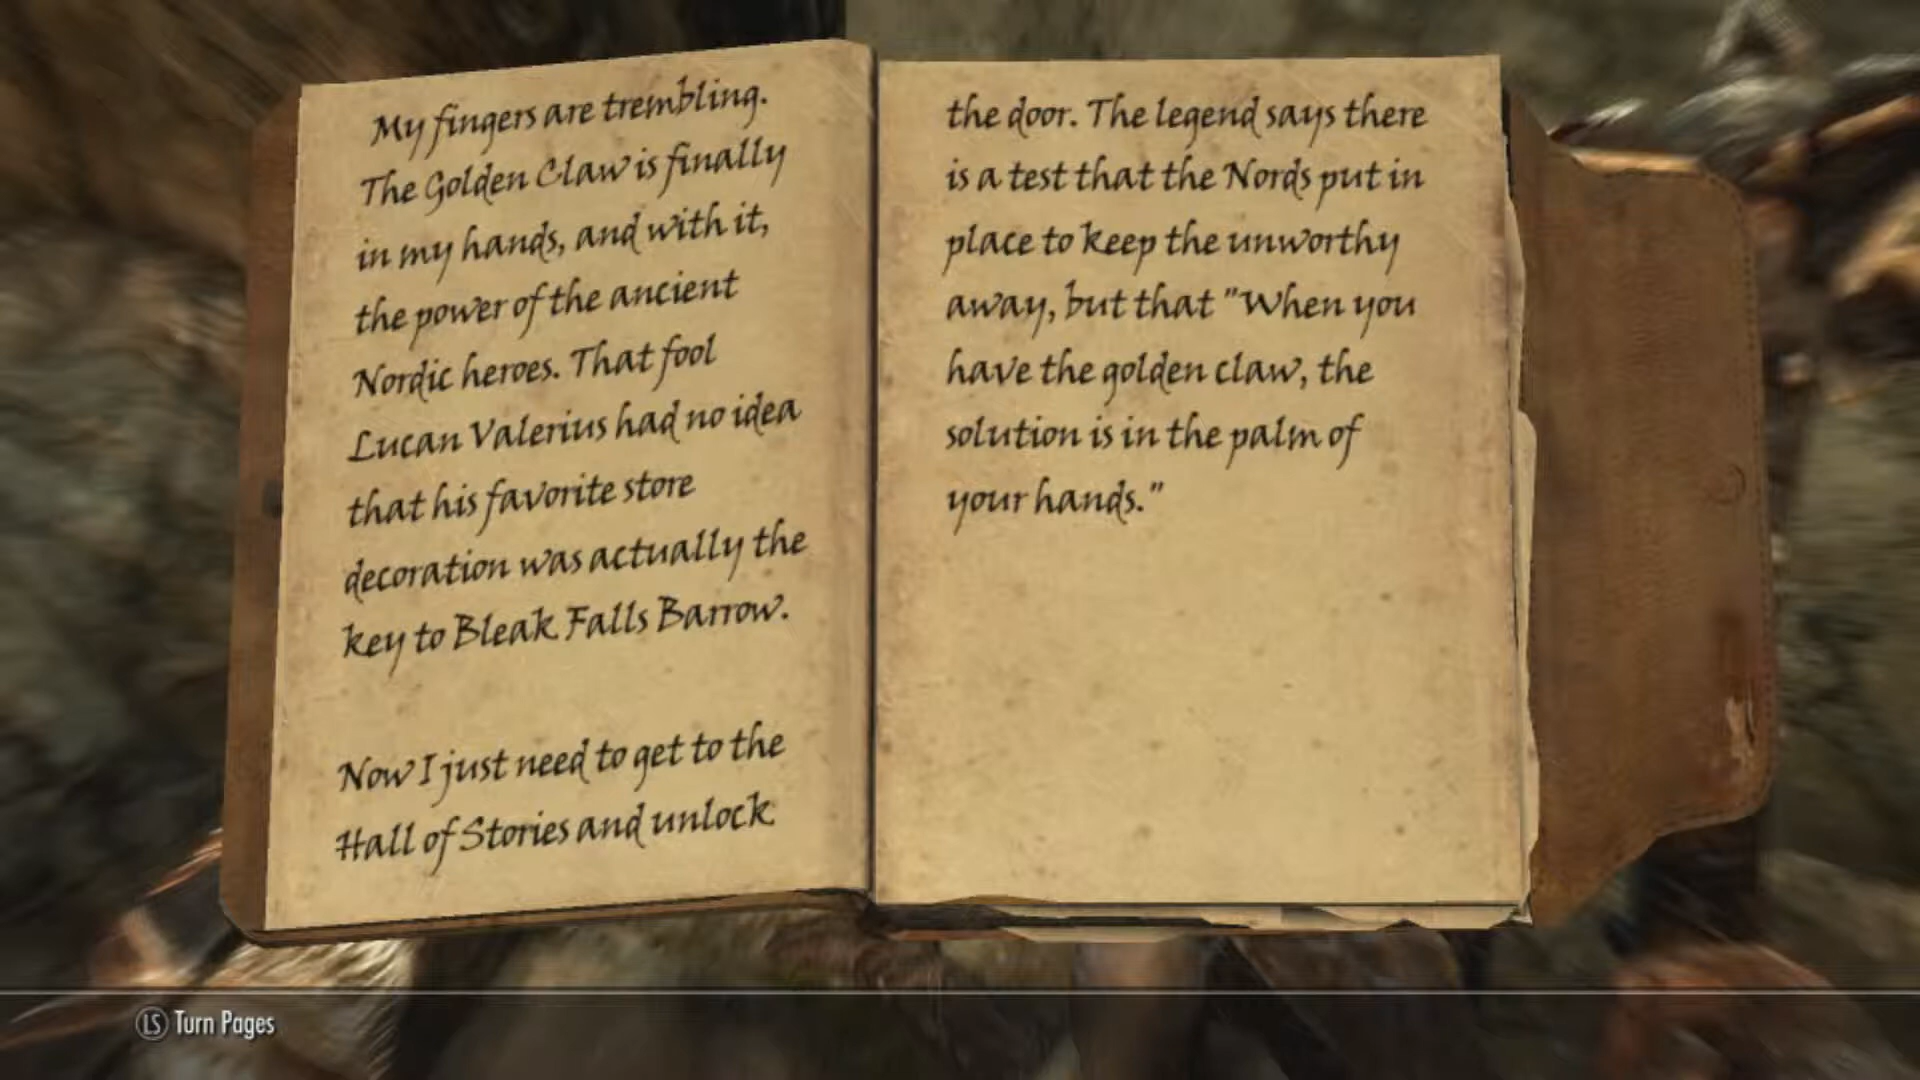 My fingers are trembling.
The Golden Claw is finally
in my hands, and with it,
the power of the ancient
Nordic heroes. That fool
Lucan Valerius had no idea
that his favorite store
decoration was actually the
key to Bleak Falls Barrow.
Now I just need to get to the
Hall of Stories and unlock
the door. The legend says there
is a test that the Nords put in
place to keep the unworthy
away, but that "When you
have the golden claw, the
solution is in the palm of
your hands."
LS Turn Pages